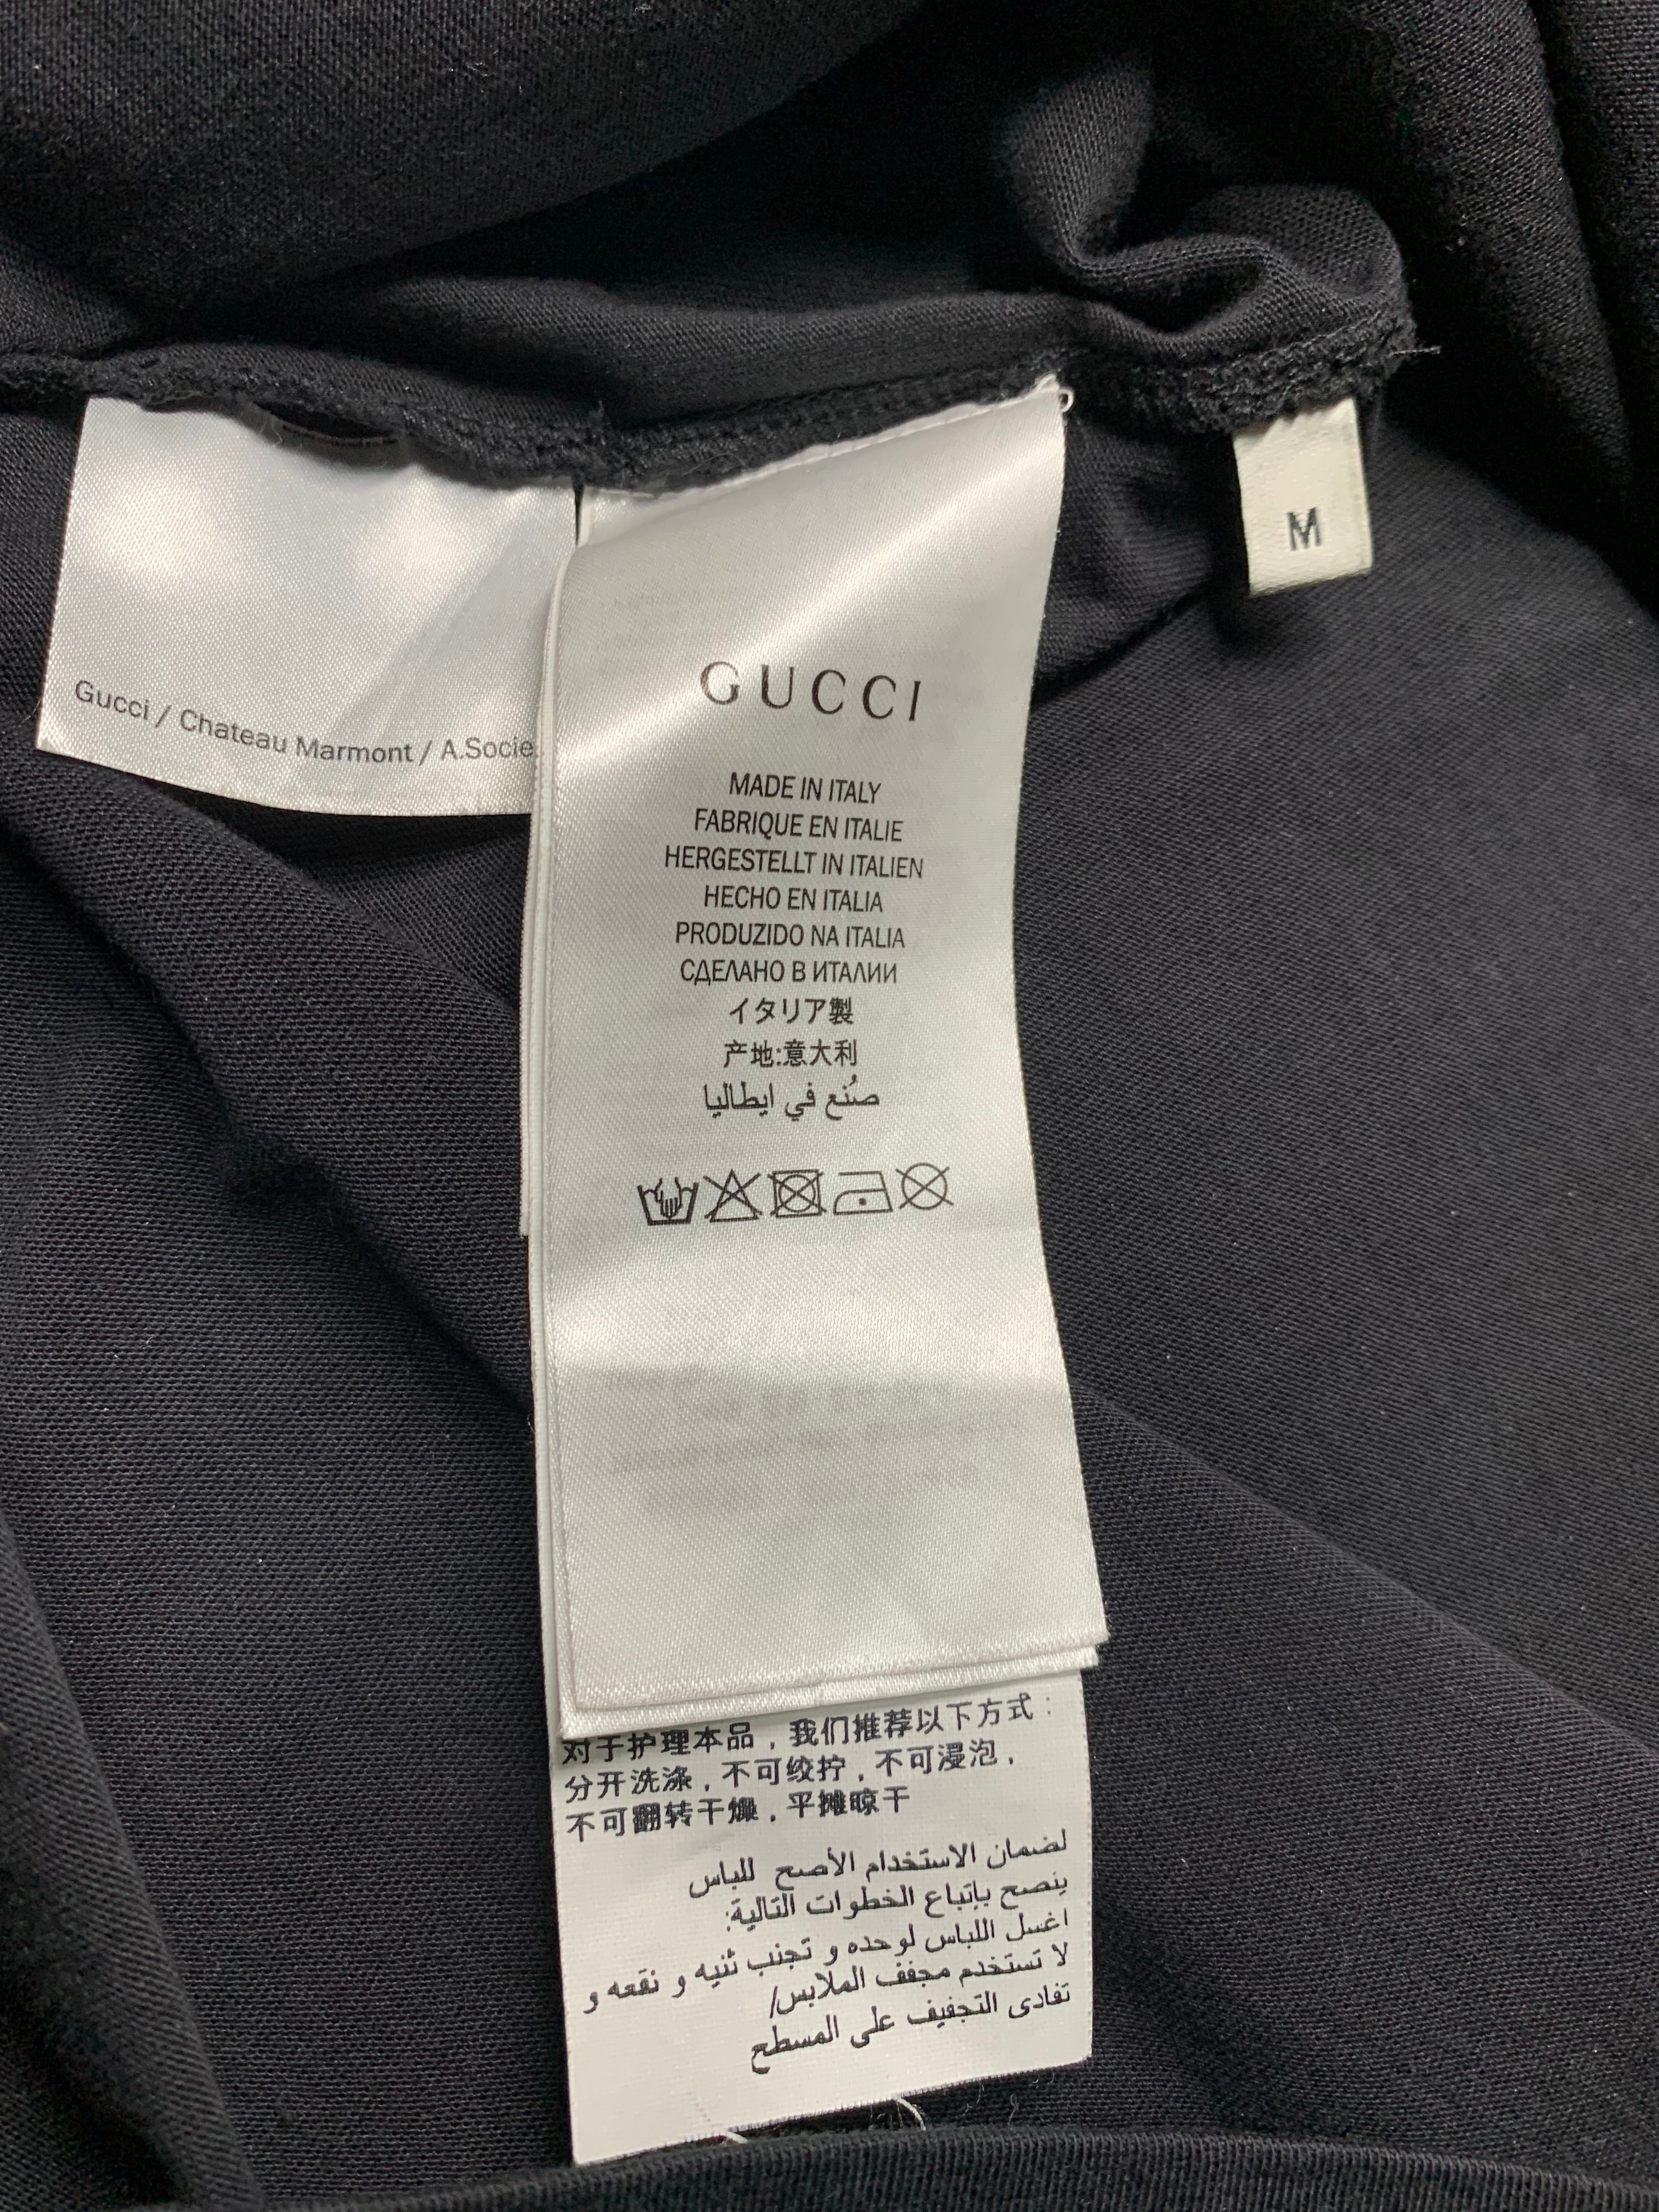 M
Gucci / Chateau Marmont / A.Socie
GUCCI
MADE IN ITALY
FABRIQUE EN ITALIE
HERGESTELLT IN ITALIEN
HECHO EN ITALIA
PRODUZIDO NA ITALIA
СДЕЛАНО В ИТАЛИИ
イタリア製
产地:意大利
صُنع في ايطاليا
对于护理本品，我们推荐以下方式：
分开洗涤，不可绞拧，不可浸泡，
不可翻转干燥，平摊晾干
لضمان الاستخدام الأصح للباس
ينصح بإتباع الخطوات التالية:
اغسل اللباس لوحده و تجنب ثنيه و نقعه و
لا تستخدم مجفف الملابس/
تفادى التجفيف على المسطح